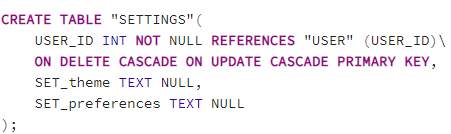 CREATE TABLE "SETTINGS"(
USER_ID INT NOT NULL REFERENCES "USER" (USER_ID)\
ON DELETE CASCADE ON UPDATE CASCADE PRIMARY KEY,
SET_theme TEXT NULL,
SET_preferences TEXT NULL
);